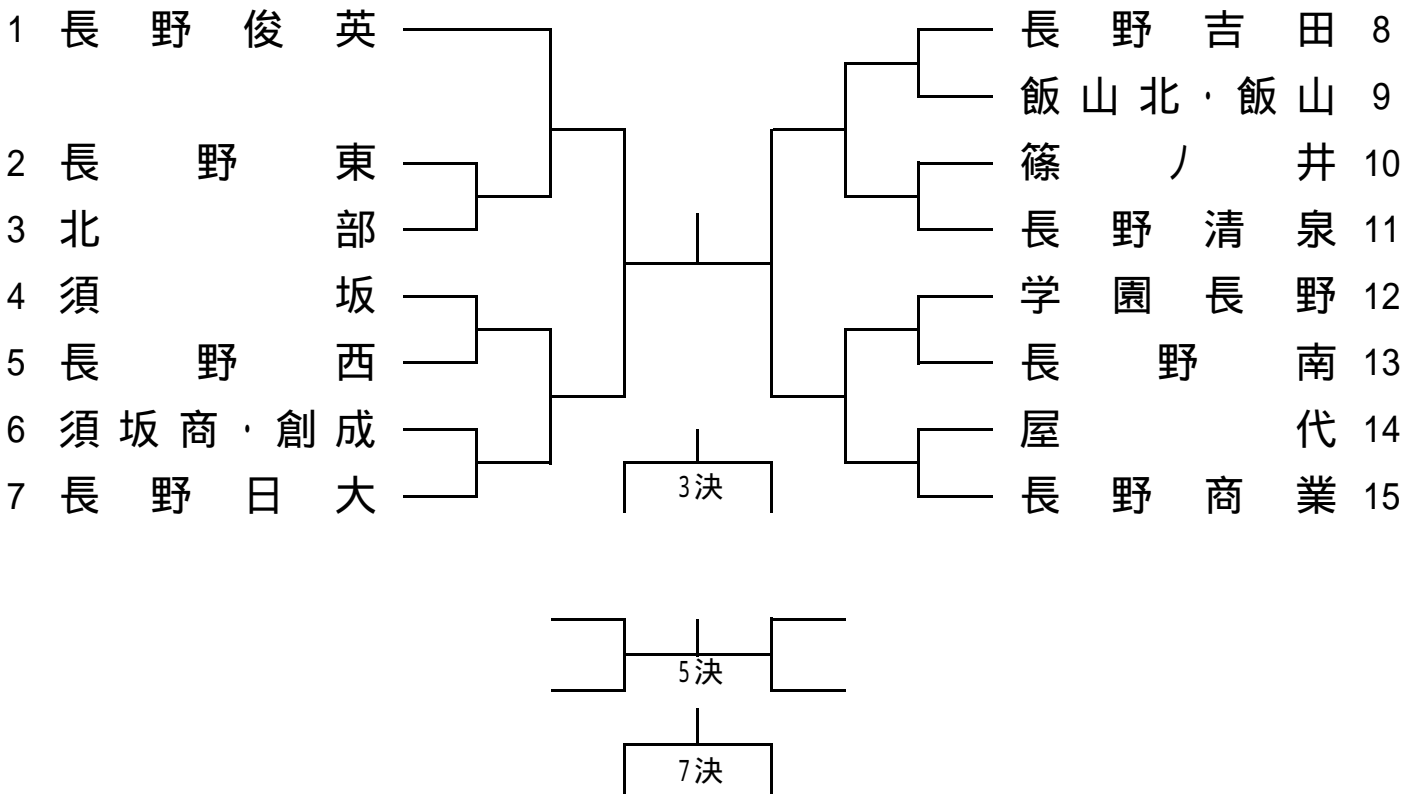 1 長野俊英
2 長野東
3 北部
4 須坂
5 長野西
6 須坂商・創成
7 長野日大
長野吉田 8
飯山北・飯山 9
篠ノ井 10
長野清泉 11
学園長野 12
長野南 13
屋代 14
長野商業 15
3決
5決
7決